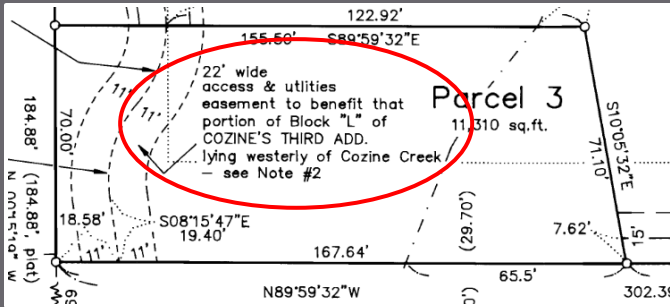 122.92'
155.50' S89°59'32"E
22' wide
access & utlities
easement to benefit that
portion of Block "L" of
COZINE'S THIRD ADD.
lying westerly of Cozine Creek
— see Note #2
Parcel 3
11,310 sq.ft.
11'
11'
184.88'
(184.88', plat)
70.00'
S10°05'32"E
71.10'
18.58'
S08°15'47"E
19.40'
11'
11'
167.64'
(29.70')
7.62'
15'
65.5'
N89°59'32"W
302.39